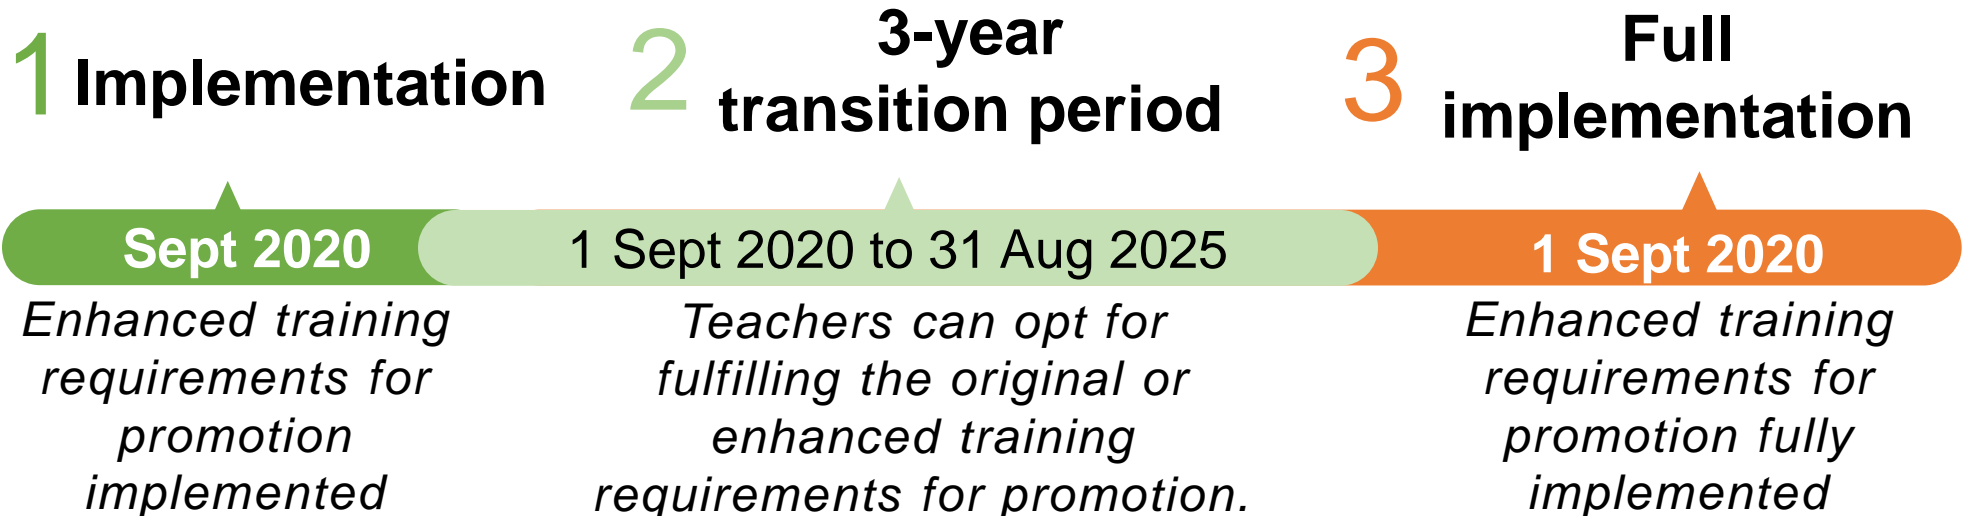 1 Implementation
Sept 2020
Enhanced training
requirements for
promotion
implemented
2 3-year
transition period
1 Sept 2020 to 31 Aug 2025
Teachers can opt for
fulfilling the original or
enhanced training
requirements for promotion.
3 Full
implementation
1 Sept 2020
Enhanced training
requirements for
promotion fully
implemented